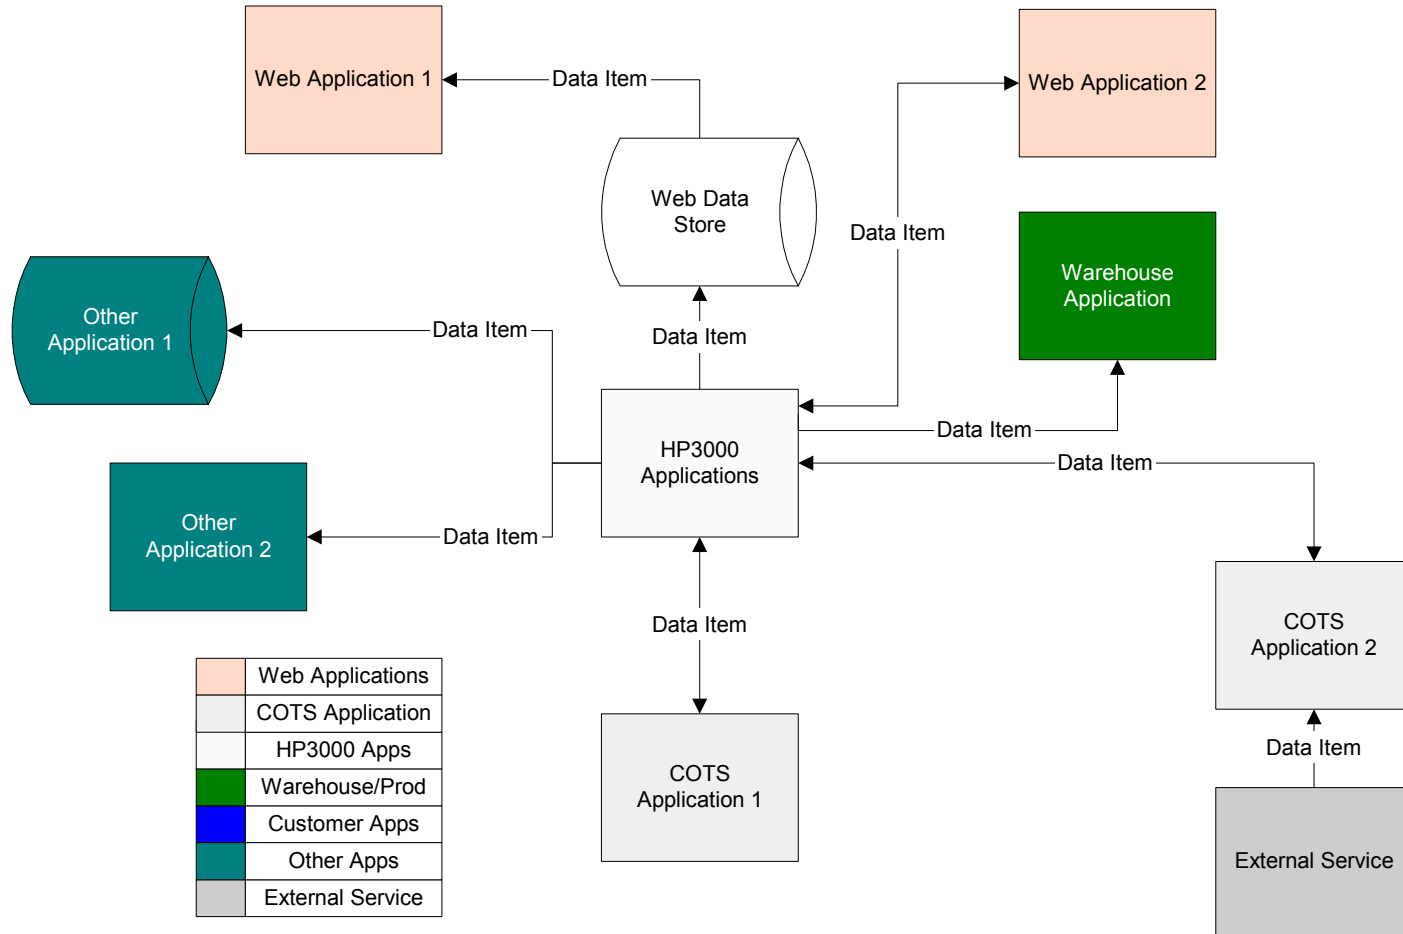 Web Application 1
Data Item
Web Application 2
Web Data
Store
Data Item
Warehouse
Application
Other
Application 1
Data Item
Data Item
HP3000
Applications
Data Item
Data Item
Other
Application 2
Data Item
Data Item
COTS
Application 2
Web Applications
COTS Application
HP3000 Apps
Warehouse/Prod
Customer Apps
Other Apps
External Service
COTS
Application 1
Data Item
External Service